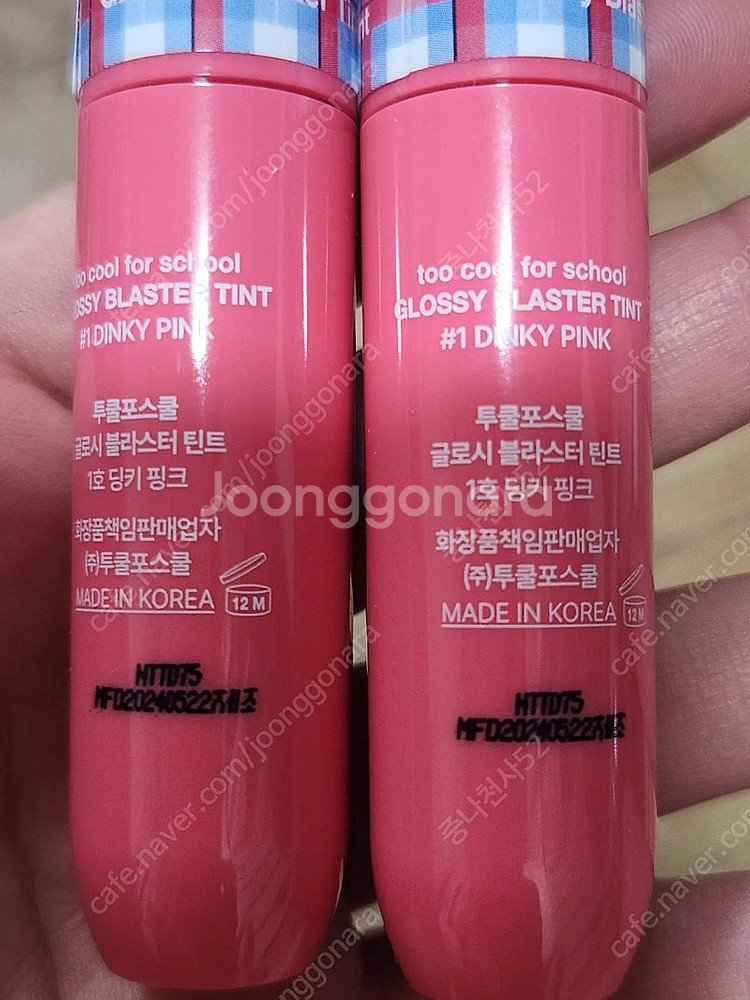 too cool for school
GLOSSY BLASTER TINT
#1 DINKY PINK
투쿨포스쿨
글로시 블라스터 틴트
1호 딩키 핑크
화장품책임판매업자
(주)투쿨포스쿨
MADE IN KOREA
12 M
MFD20240522제조
too cool for school
GLOSSY BLASTER TINT
#1 DINKY PINK
투쿨포스쿨
글로시 블라스터 틴트
1호 딩키 핑크
화장품책임판매업자
(주)투쿨포스쿨
MADE IN KOREA
12 M
MFD20240522제조
Joonggonara
cafe.naver.com/joonggonara
중나천사52